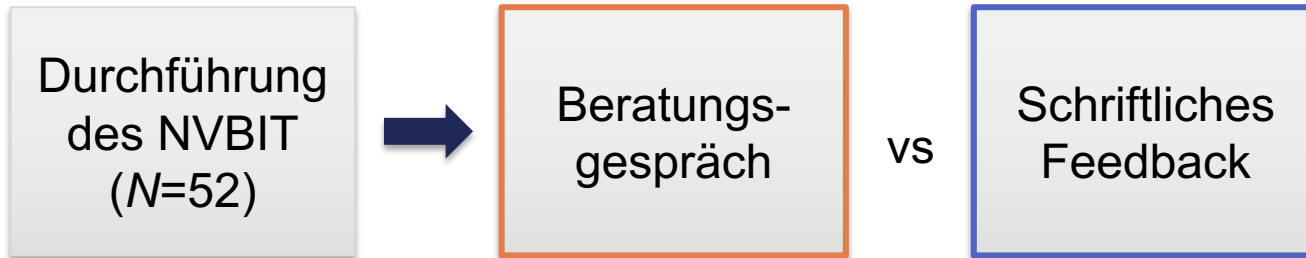 Durchführung
des NVBIT
(N=52)
Beratungs-
gespräch
vs
Schriftliches
Feedback